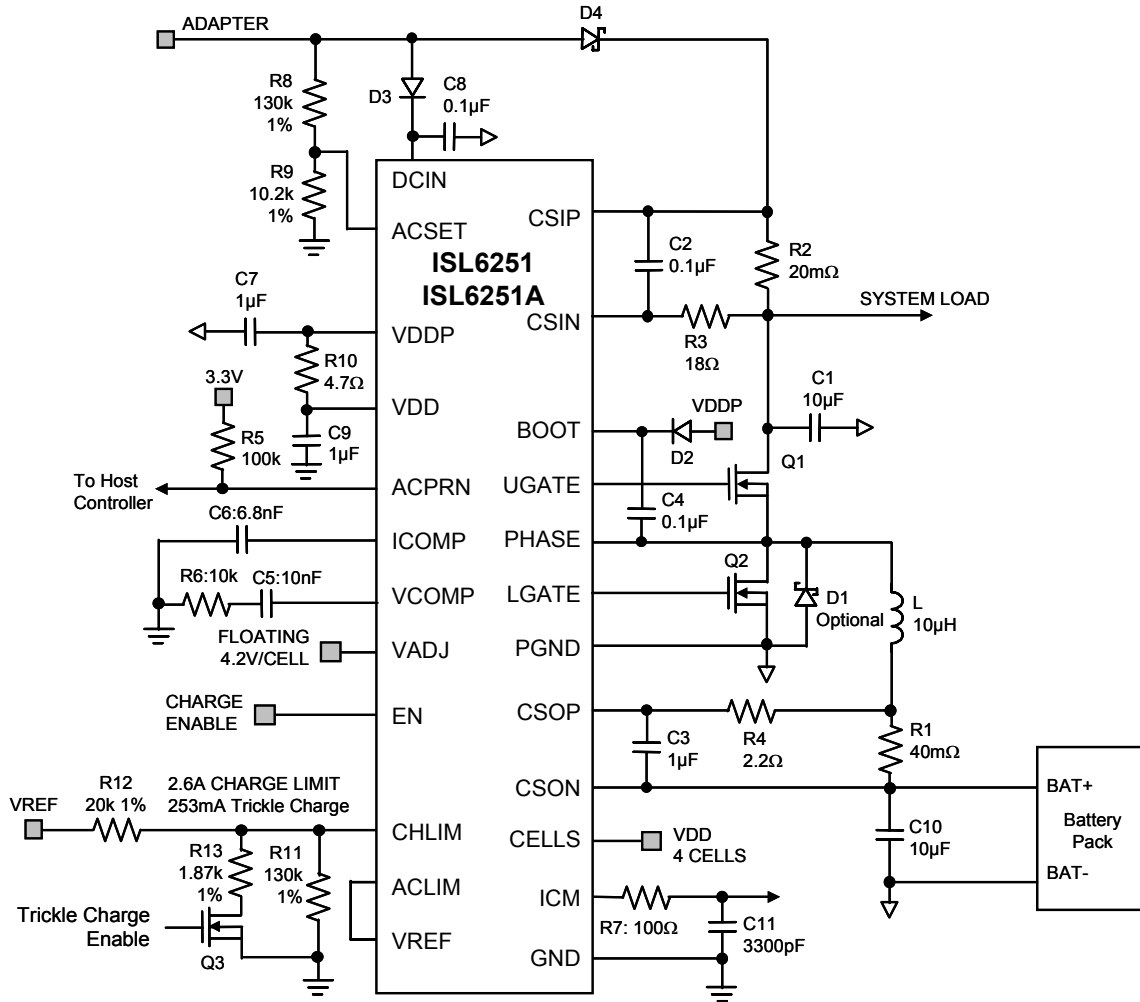 ADAPTER
D4
R8
130k
1%
D3
C8
0.1µF
R9
10.2k
1%
DCIN
ACSET
CSIP
ISL6251
ISL6251A
C2
0.1µF
R2
20mΩ
C7
1µF
CSIN
SYSTEM LOAD
VDDP
R3
18Ω
R10
4.7Ω
3.3V
VDD
C1
10µF
VDDP
BOOT
D2
R5
100k
C9
1µF
Q1
To Host
Controller
ACPRN
UGATE
C4
0.1µF
C6:6.8nF
ICOMP
PHASE
Q2
R6:10k
C5:10nF
VCOMP
LGATE
D1
Optional
L
10µH
FLOATING
4.2V/CELL
VADJ
PGND
CHARGE
ENABLE
EN
CSOP
C3
1µF
R4
2.2Ω
R1
40mΩ
R12
20k 1%
2.6A CHARGE LIMIT
253mA Trickle Charge
VREF
CSON
BAT+
CHLIM
CELLS
VDD
4 CELLS
C10
10µF
Battery
Pack
R13
1.87k
1%
R11
130k
1%
ACLIM
ICM
BAT-
R7: 100Ω
C11
3300pF
Trickle Charge
Enable
VREF
Q3
GND